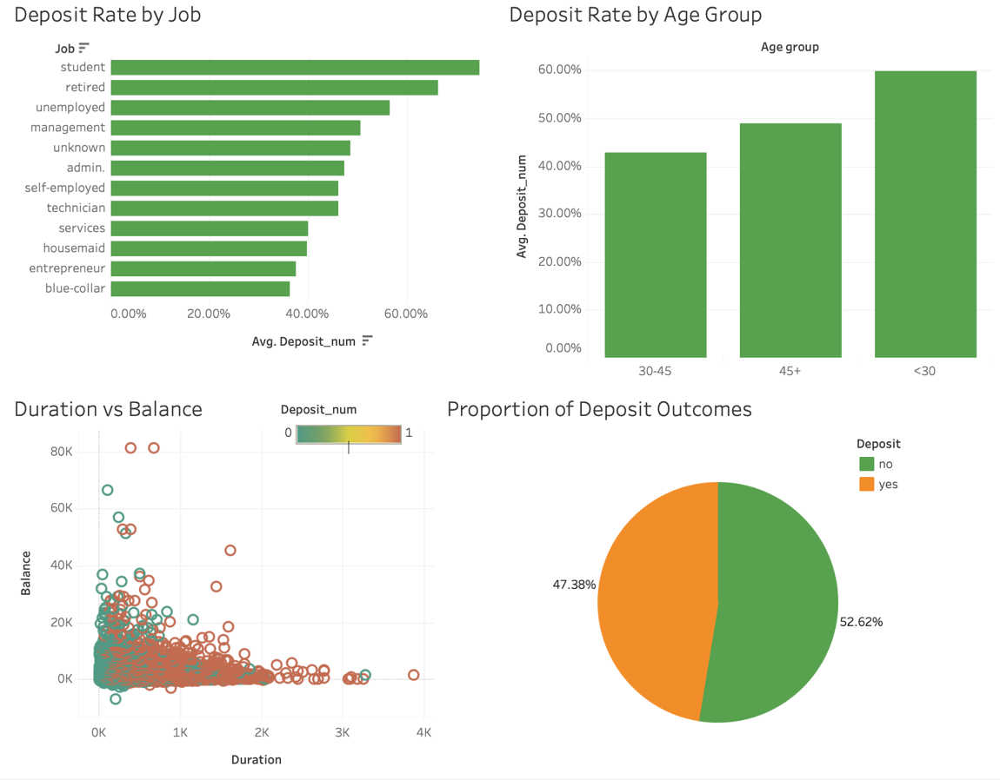 Deposit Rate by Job
Job
student
retired
unemployed
management
unknown
admin.
self-employed
technician
services
housemaid
entrepreneur
blue-collar
0.00% 20.00% 40.00% 60.00%
Avg. Deposit_num
Deposit Rate by Age Group
Age group
Avg. Deposit_num
60.00%
50.00%
40.00%
30.00%
20.00%
10.00%
0.00%
30-45 45+ <30
Duration vs Balance
Deposit_num
0 1
Balance
80K
60K
40K
20K
0K
0K 1K 2K 3K 4K
Duration
Proportion of Deposit Outcomes
Deposit
no
yes
47.38%
52.62%